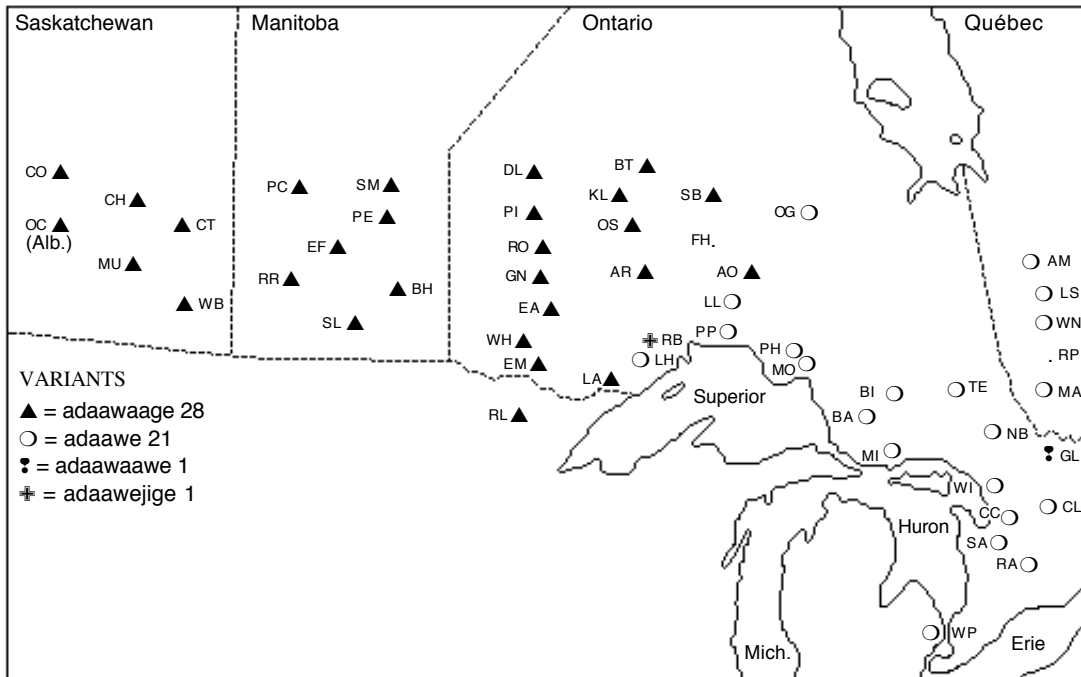 Saskatchewan
Manitoba
Ontario
Québec
CO
CH
OC
(Alb.)
CT
MU
WB
PC
SM
PE
EF
RR
BH
SL
DL
BT
PI
KL
SB
OG
RO
OS
FH
GN
AR
AO
EA
LL
WH
RB
PP
EM
LH
PH
LA
MO
RL
AM
LS
WN
RP
MA
BI
TE
BA
NB
MI
GL
WI
CC
CL
SA
RA
WP
Superior
Huron
Mich.
Erie
VARIANTS
▲ = adaawaage 28
❍ = adaawe 21
❢ = adaawaawe 1
✙ = adaawejige 1